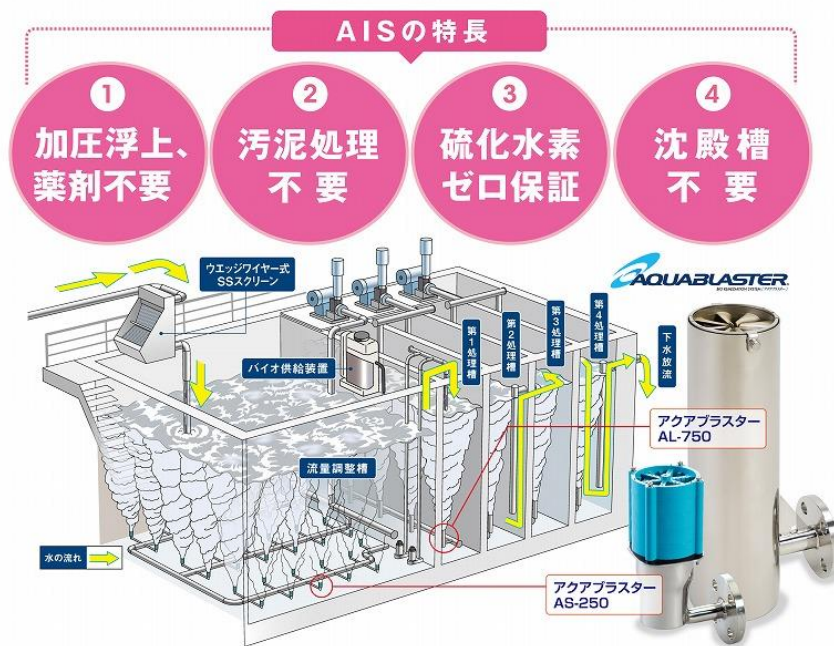 AISの特長
1
加圧浮上、
薬剤不要
2
汚泥処理
不要
3
硫化水素
ゼロ保証
4
沈殿槽
不要
ウエッジワイヤー式
SSスクリーン
バイオ供給装置
第1処理槽
第2処理槽
第3処理槽
第4処理槽
下水放流
AQUABLASTER
アクアブラスター
AL-750
流量調整槽
水の流れ
アクアブラスター
AS-250